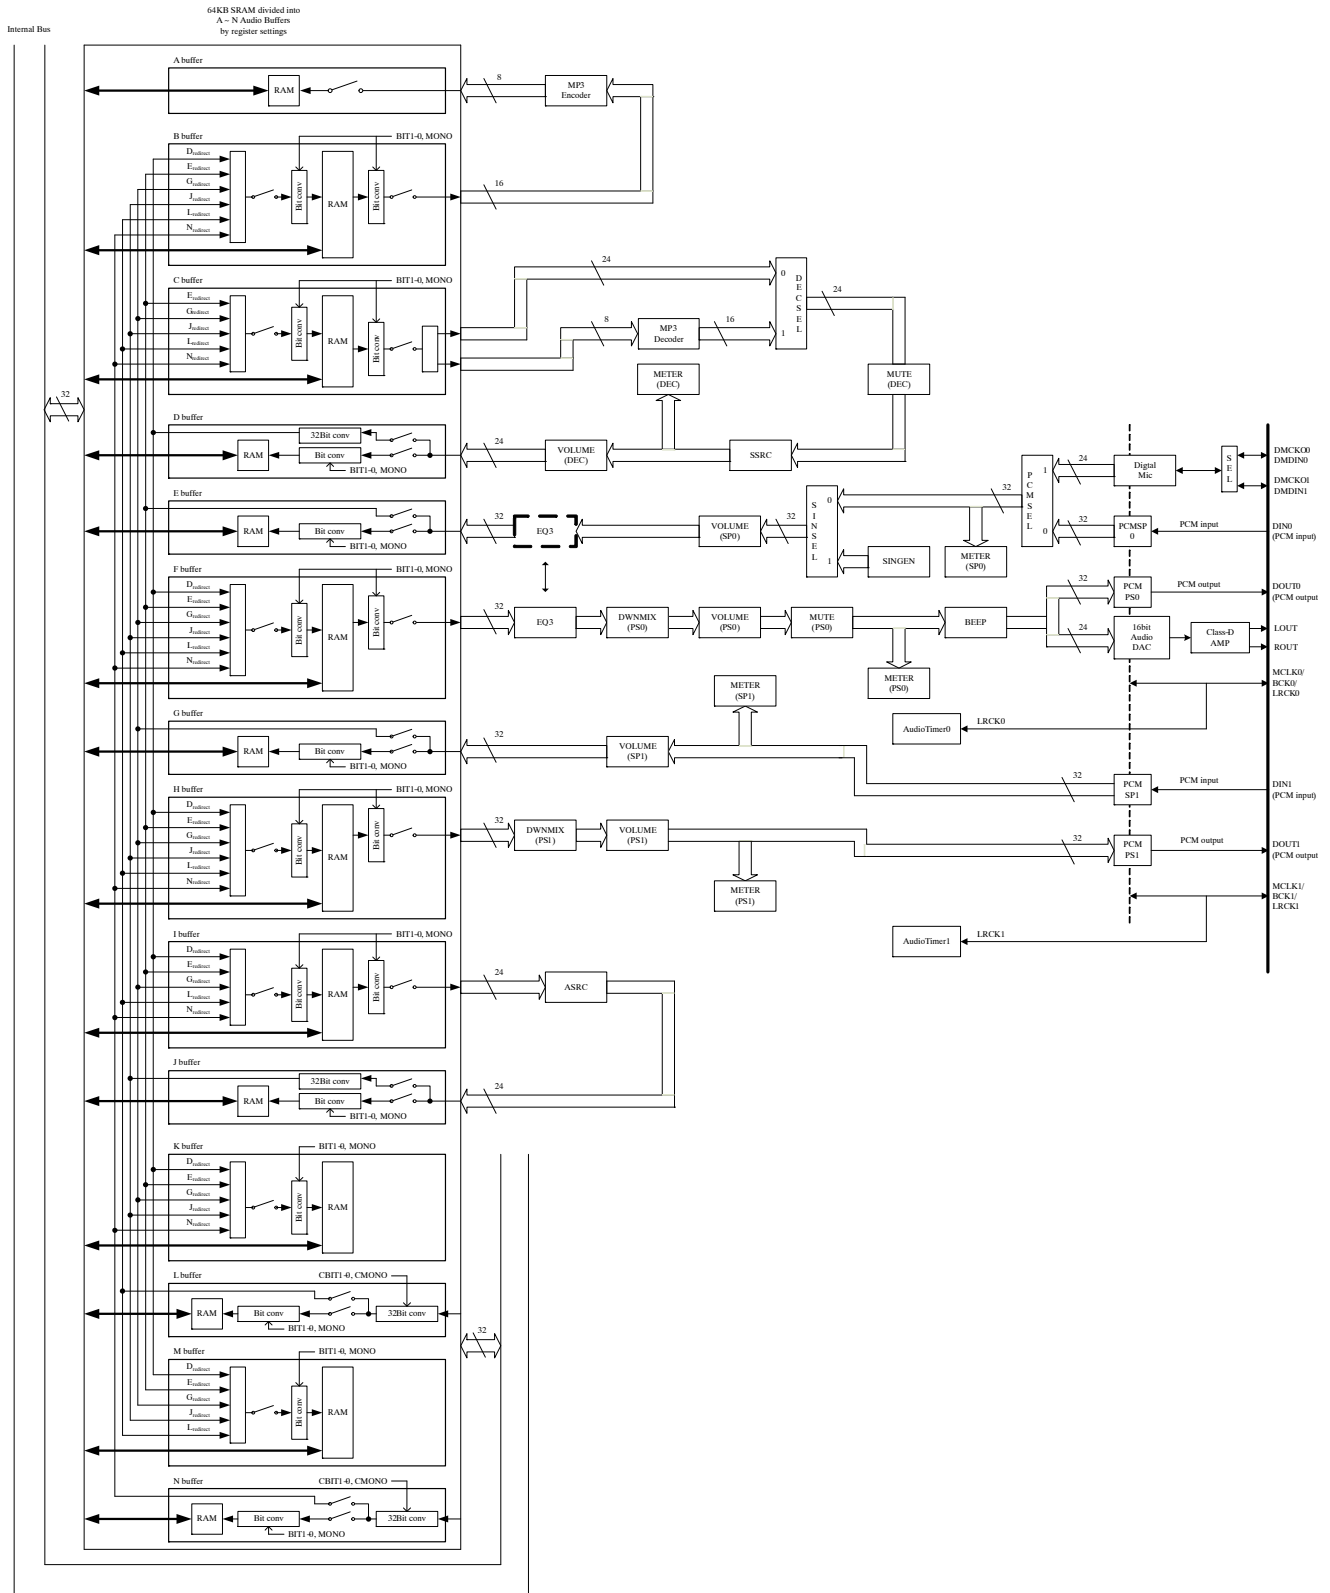 64KB SRAM divided into
A ~ N Audio Buffers
by register settings
Internal Bus
A buffer
RAM
8
MP3
Encoder
B buffer
BIT1-0, MONO
Dredirect
Eredirect
Gredirect
Jredirect
Lredirect
Nredirect
Bit conv
RAM
Bit conv
16
C buffer
BIT1-0, MONO
Eredirect
Gredirect
Jredirect
Lredirect
Nredirect
Bit conv
RAM
Bit conv
24
8
MP3
Decoder
16
0
1
DECSEL
24
METER
(DEC)
MUTE
(DEC)
32
D buffer
32Bit conv
RAM
Bit conv
BIT1-0, MONO
24
VOLUME
(DEC)
SSRC
E buffer
RAM
Bit conv
BIT1-0, MONO
32
EQ3
VOLUME
(SP0)
32
SINSEL
0
1
SINGEN
32
METER
(SP0)
PCMSEL
1
0
24
Digtal
Mic
SEL
DMCKO0
DMDIN0
DMCKO1
DMDIN1
32
PCMSP
0
PCM input
DIN0
(PCM input)
F buffer
BIT1-0, MONO
Dredirect
Eredirect
Gredirect
Jredirect
Lredirect
Nredirect
Bit conv
RAM
Bit conv
32
EQ3
DWNMIX
(PS0)
VOLUME
(PS0)
MUTE
(PS0)
METER
(PS0)
BEEP
32
PCM
PS0
PCM output
DOUT0
(PCM output
24
16bit
Audio
DAC
Class-D
AMP
LOUT
ROUT
MCLK0/
BCK0/
LRCK0
AudioTimer0
LRCK0
METER
(SP1)
G buffer
RAM
Bit conv
BIT1-0, MONO
32
VOLUME
(SP1)
32
PCM
SP1
PCM input
DIN1
(PCM input)
H buffer
BIT1-0, MONO
Dredirect
Eredirect
Gredirect
Jredirect
Lredirect
Nredirect
Bit conv
RAM
Bit conv
32
DWNMIX
(PS1)
VOLUME
(PS1)
METER
(PS1)
32
PCM
PS1
PCM output
DOUT1
(PCM output
MCLK1/
BCK1/
LRCK1
AudioTimer1
LRCK1
I buffer
BIT1-0, MONO
Dredirect
Eredirect
Gredirect
Lredirect
Nredirect
Bit conv
RAM
Bit conv
24
ASRC
J buffer
32Bit conv
RAM
Bit conv
BIT1-0, MONO
24
K buffer
BIT1-0, MONO
Dredirect
Eredirect
Gredirect
Jredirect
Nredirect
Bit conv
RAM
L buffer
CBIT1-0, CMONO
RAM
Bit conv
32Bit conv
BIT1-0, MONO
32
M buffer
BIT1-0, MONO
Dredirect
Eredirect
Gredirect
Jredirect
Lredirect
Bit conv
RAM
N buffer
CBIT1-0, CMONO
RAM
Bit conv
32Bit conv
BIT1-0, MONO